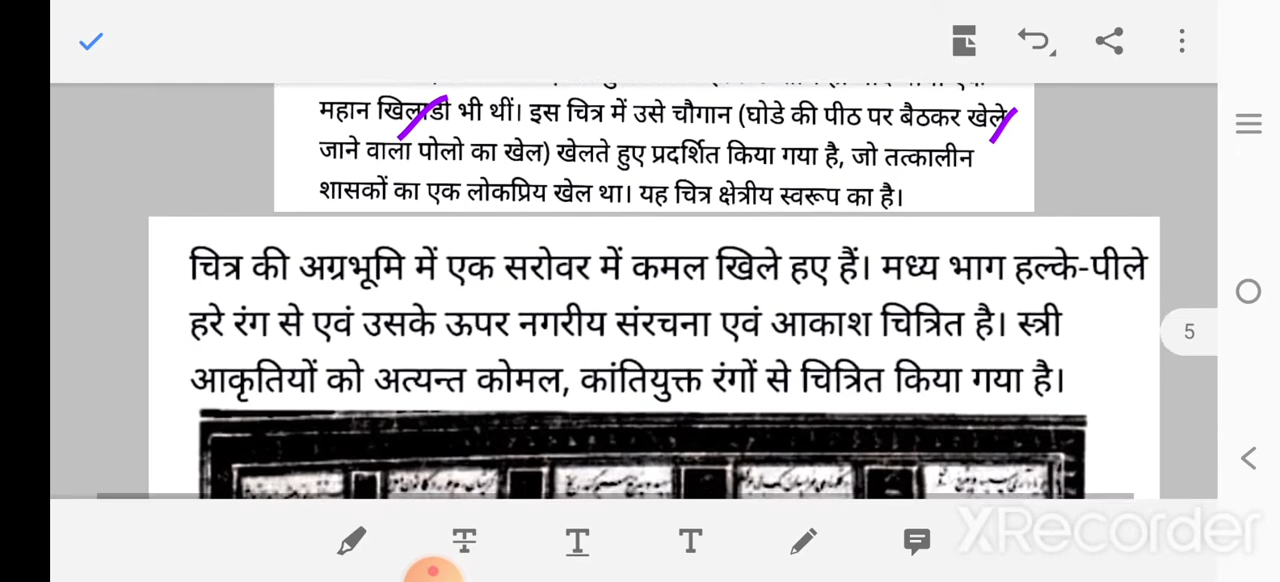 महान खिलाडी भी थीं। इस चित्र में उसे चौगान (घोडे की पीठ पर बैठकर खेले
जाने वाला पोलो का खेल) खेलते हुए प्रदर्शित किया गया है, जो तत्कालीन
शासकों का एक लोकप्रिय खेल था। यह चित्र क्षेत्रीय स्वरूप का है।
चित्र की अग्रभूमि में एक सरोवर में कमल खिले हए हैं। मध्य भाग हल्के-पीले
हरे रंग से एवं उसके ऊपर नगरीय संरचना एवं आकाश चित्रित है। स्त्री
आकृतियों को अत्यन्त कोमल, कांतियुक्त रंगों से चित्रित किया गया है।
5
XRecorder